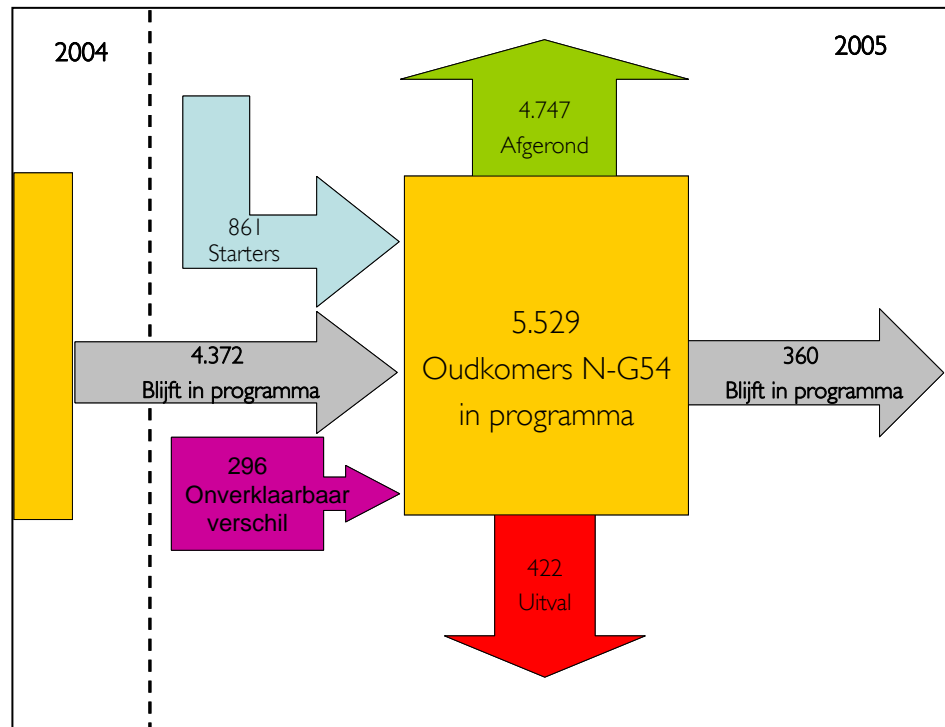 2004
2005
4.747
Afgerond
861
Starters
5.529
Oudkomers N-G54
in programma
4.372
Blijft in programma
360
Blijft in programma
296
Onverklaarbaar
verschil
422
Uitval